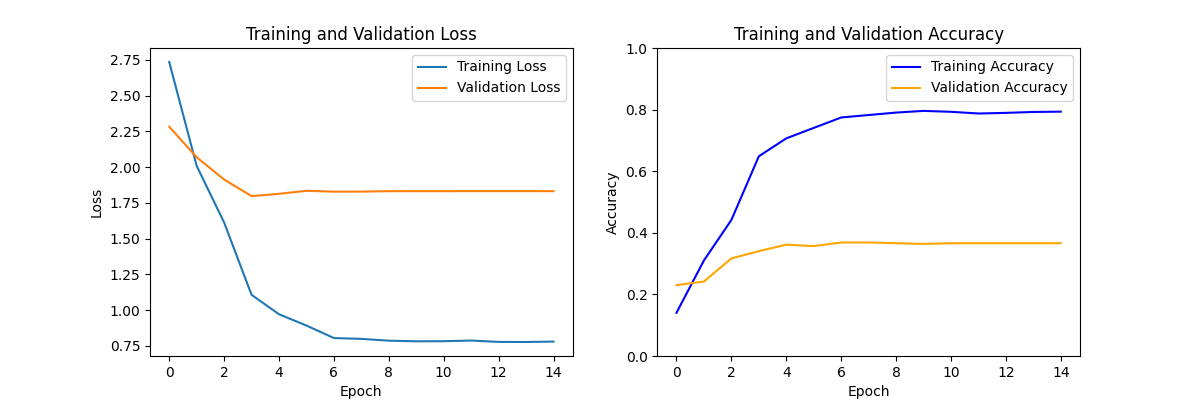 Training and Validation Loss
Training Loss
Validation Loss
2.75
2.50
2.25
2.00
1.75
1.50
1.25
1.00
0.75
Loss
0 2 4 6 8 10 12 14
Epoch
Training and Validation Accuracy
Training Accuracy
Validation Accuracy
1.0
0.8
0.6
0.4
0.2
0.0
Accuracy
0 2 4 6 8 10 12 14
Epoch